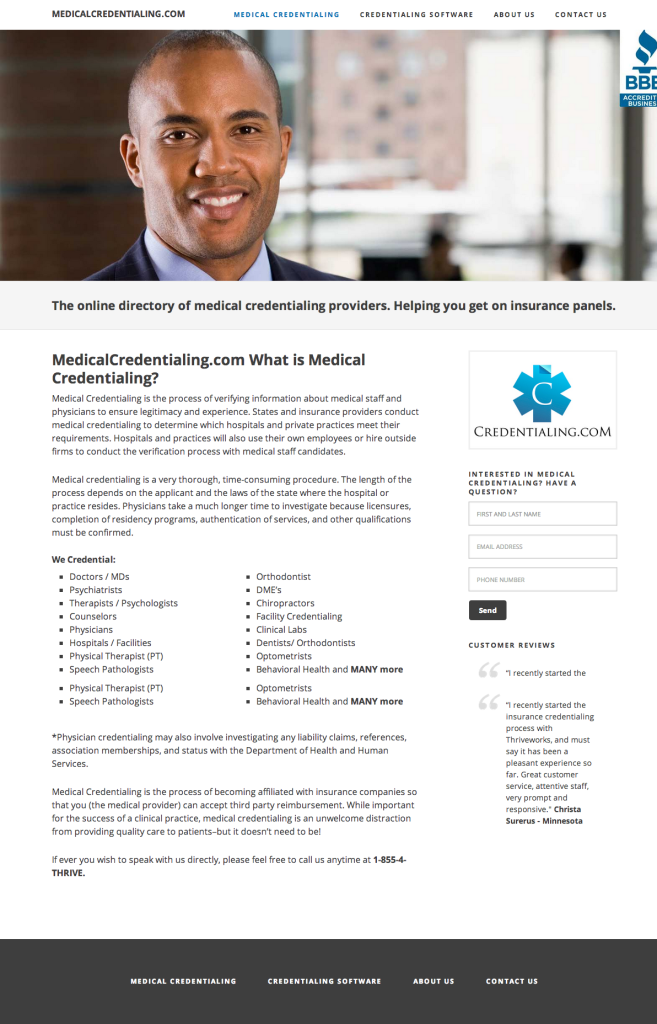 MEDICALCREDENTIALING.COM
MEDICAL CREDENTIALING
CREDENTIALING SOFTWARE
ABOUT US
CONTACT US
BBB
ACCREDITED
BUSINESS
The online directory of medical credentialing providers. Helping you get on insurance panels.
MedicalCredentialing.com What is Medical
Credentialing?
Medical Credentialing is the process of verifying information about medical staff and
physicians to ensure legitimacy and experience. States and insurance providers conduct
medical credentialing to determine which hospitals and private practices meet their
requirements. Hospitals and practices will also use their own employees or hire outside
firms to conduct the verification process with medical staff candidates.
Medical credentialing is a very thorough, time-consuming procedure. The length of the
process depends on the applicant and the laws of the state where the hospital or
practice resides. Physicians take a much longer time to investigate because licensures,
completion of residency programs, authentication of services, and other qualifications
must be confirmed.
We Credential:
Doctors / MDs
Psychiatrists
Therapists / Psychologists
Counselors
Physicians
Hospitals / Facilities
Physical Therapist (PT)
Speech Pathologists
Physical Therapist (PT)
Speech Pathologists
Orthodontist
DME's
Chiropractors
Facility Credentialing
Clinical Labs
Dentists/ Orthodontists
Optometrists
Behavioral Health and MANY more
Optometrists
Behavioral Health and MANY more
*Physician credentialing may also involve investigating any liability claims, references,
association memberships, and status with the Department of Health and Human
Services.
Medical Credentialing is the process of becoming affiliated with insurance companies so
that you (the medical provider) can accept third party reimbursement. While important
for the success of a clinical practice, medical credentialing is an unwelcome distraction
from providing quality care to patients–but it doesn't need to be!
If ever you wish to speak with us directly, please feel free to call us anytime at 1-855-4-
THRIVE.
C
CREDENTIALING.COM
INTERESTED IN MEDICAL
CREDENTIALING? HAVE A
QUESTION?
FIRST AND LAST NAME
EMAIL ADDRESS
PHONE NUMBER
Send
CUSTOMER REVIEWS
"I recently started the
"I recently started the
insurance credentialing
process with
Thriveworks, and must
say it has been a
pleasant experience so
far. Great customer
service, attentive staff,
very prompt and
responsive." Christa
Surerus - Minnesota
MEDICAL CREDENTIALING
CREDENTIALING SOFTWARE
ABOUT US
CONTACT US